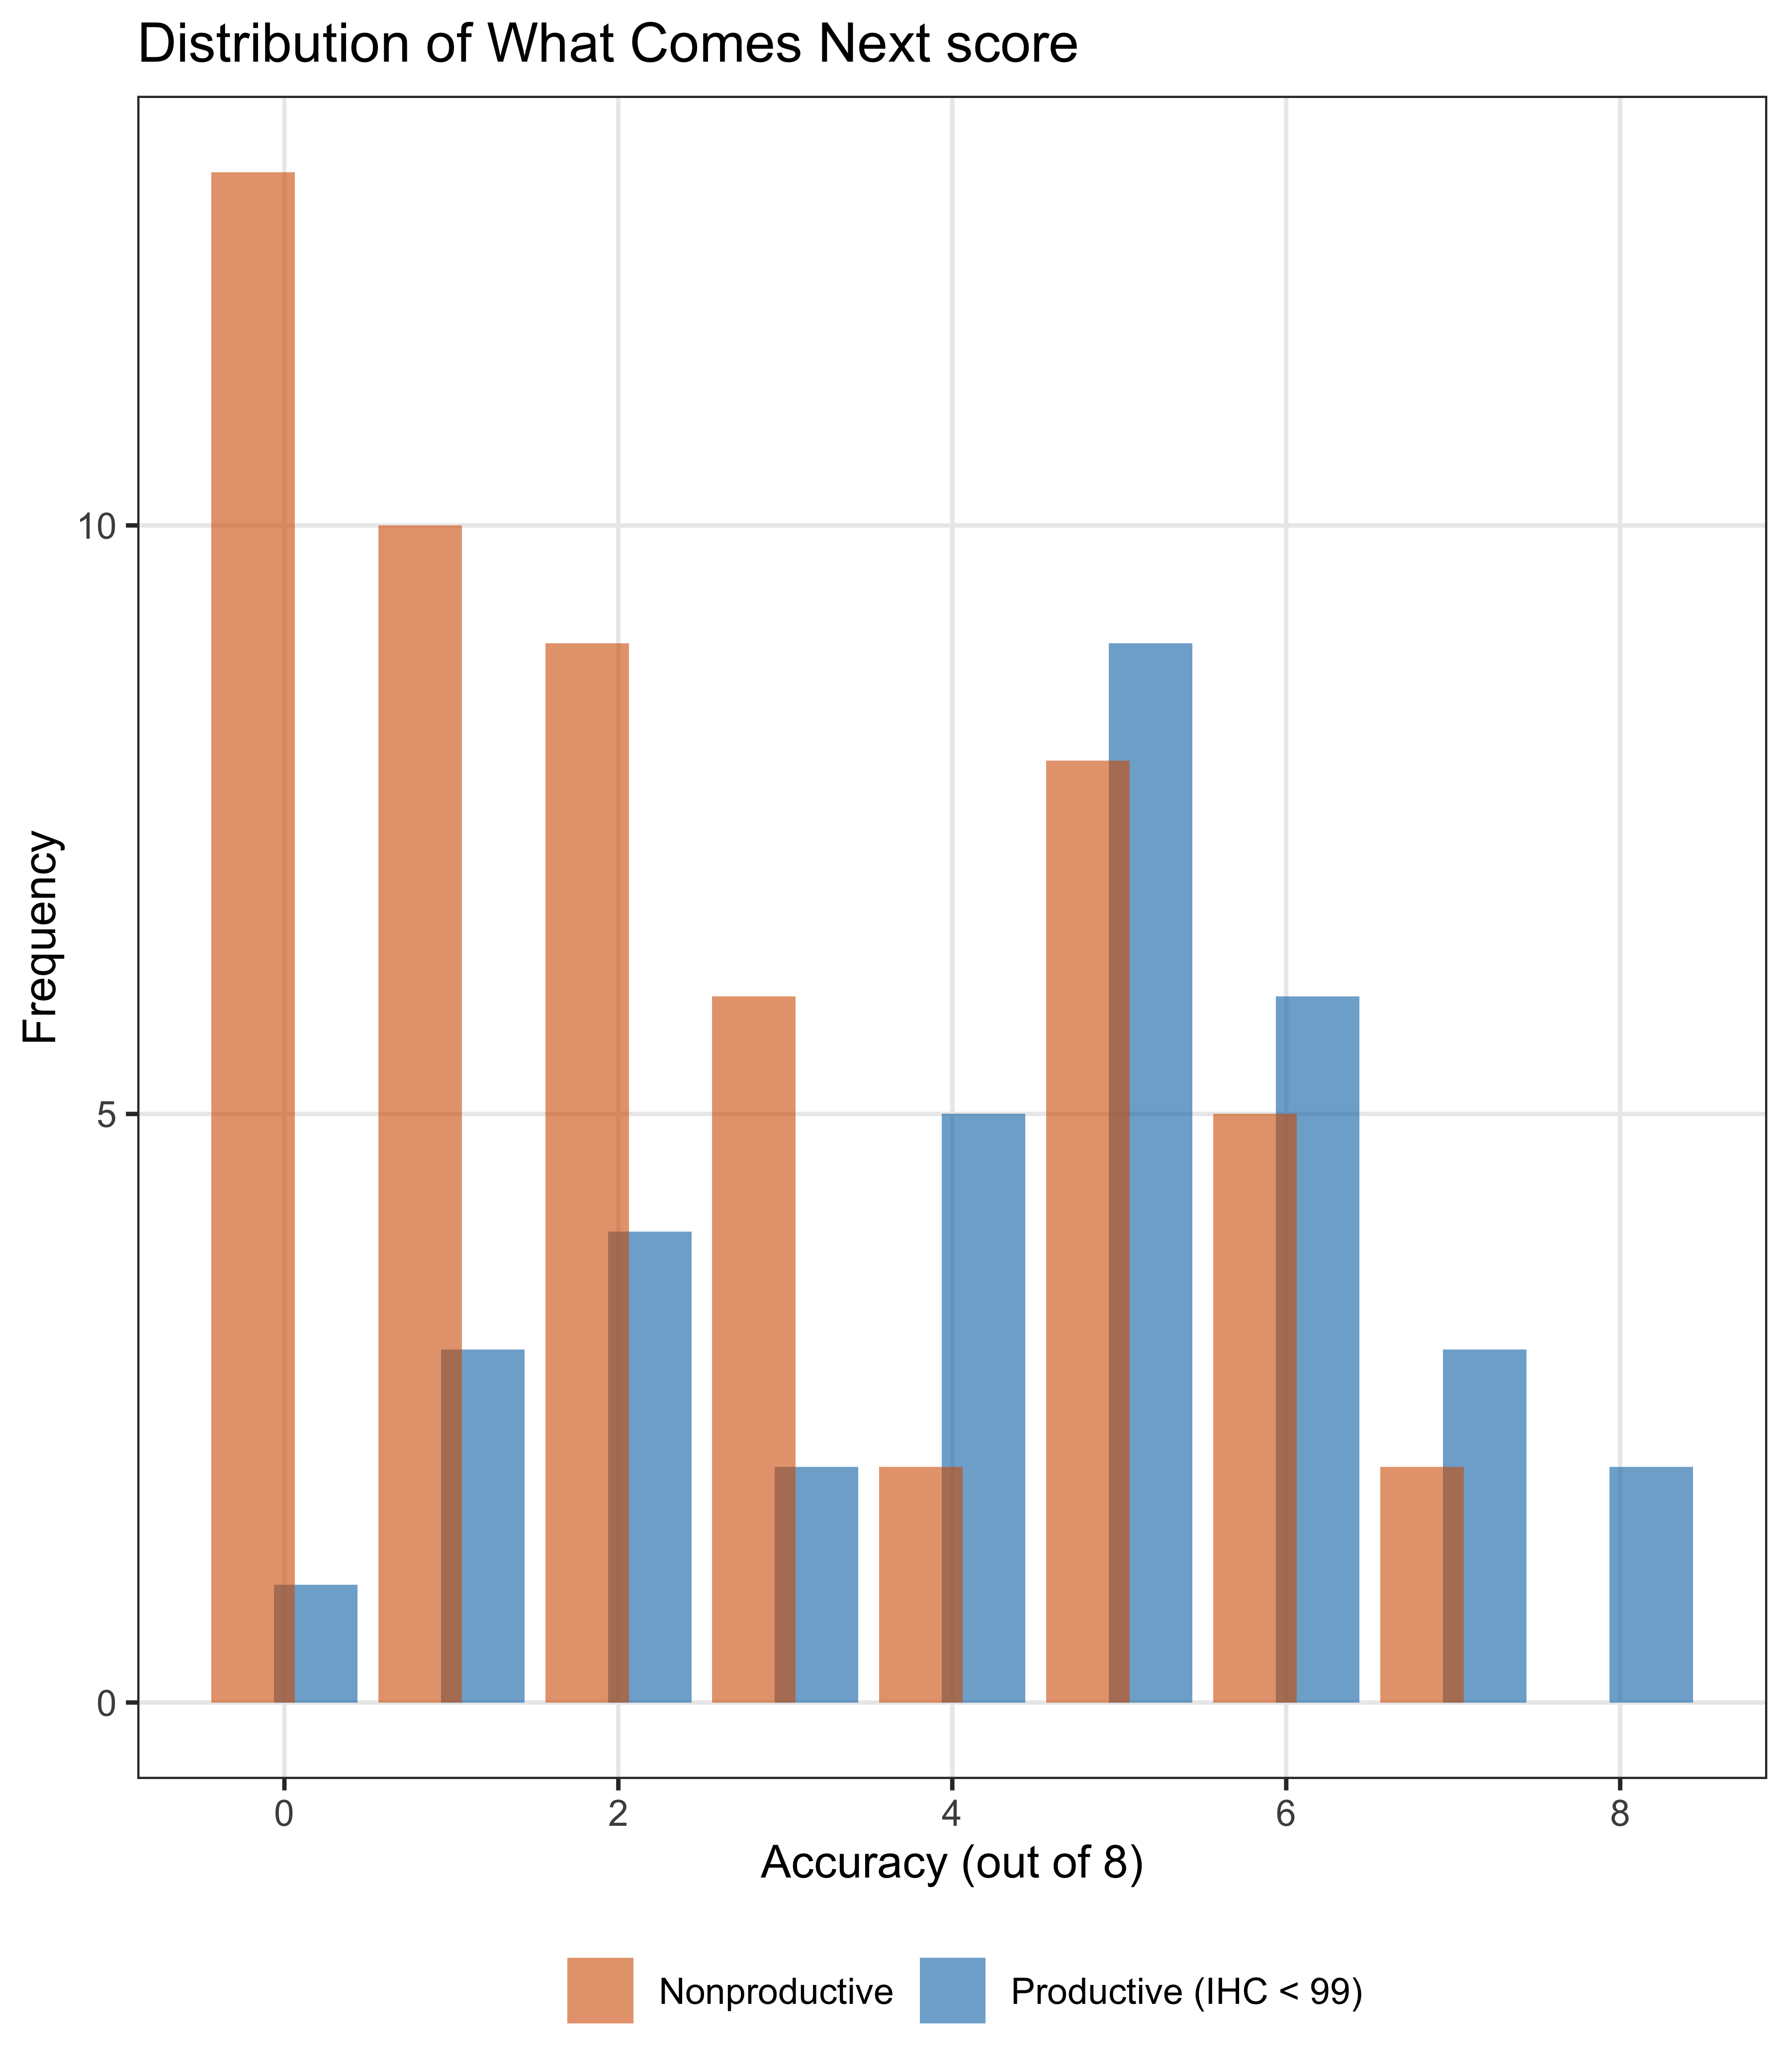 Distribution of What Comes Next score
Frequency
10
5
0
0 2 4 6 8
Accuracy (out of 8)
Nonproductive Productive (IHC < 99)